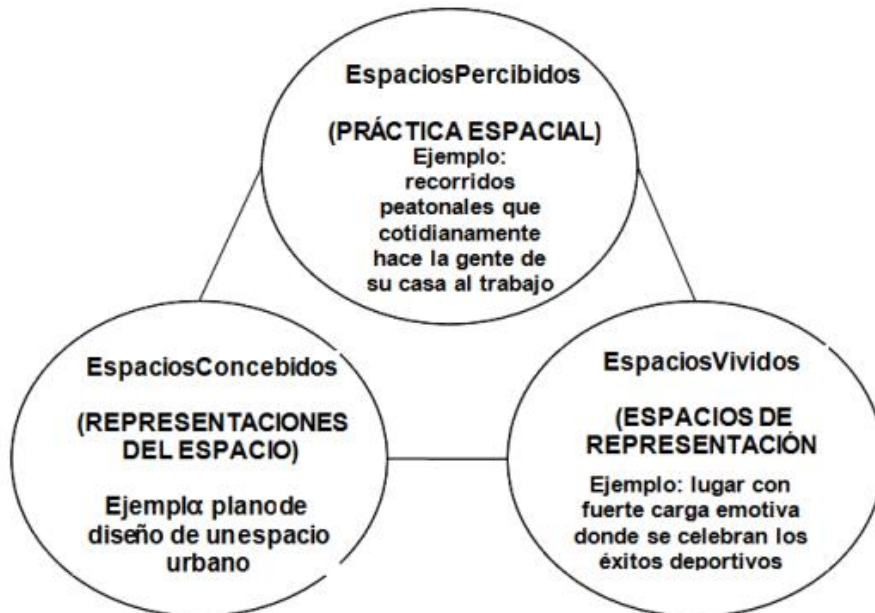 EspaciosPercibidos
(PRÁCTICA ESPACIAL)
Ejemplo:
recorridos
peatonales que
cotidianamente
hace la gente de
su casa al trabajo
EspaciosConcebidos
(REPRESENTACIONES
DEL ESPACIO)
Ejemplα planode
diseño de unespacio
urbano
EspaciosVividos
(ESPACIOS DE
REPRESENTACIÓN
Ejemplo: lugar con
fuerte carga emotiva
donde se celebran los
éxitos deportivos